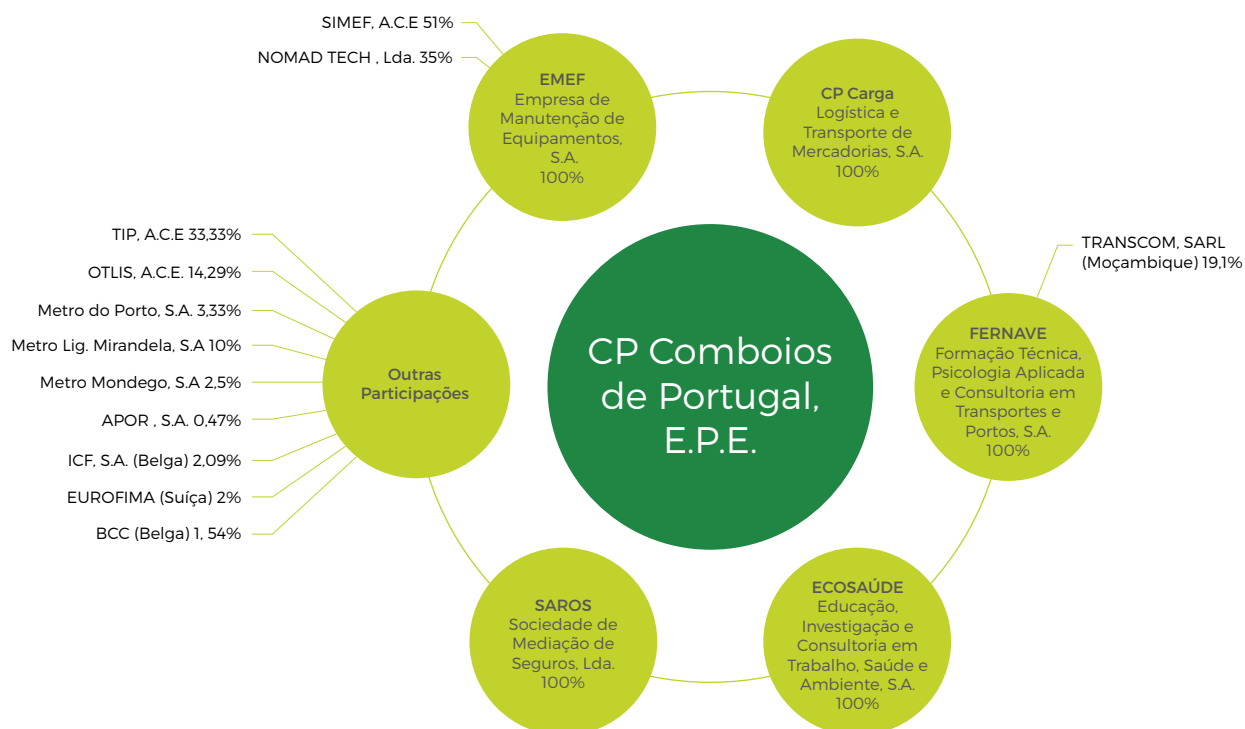 SIMEF, A.C.E 51%
NOMAD TECH , Lda. 35%
EMEF
Empresa de
Manutenção de
Equipamentos,
S.A.
100%
CP Carga
Logística e
Transporte de
Mercadorias, S.A.
100%
TRANSCOM, SARL
(Moçambique) 19,1%
FERNAVE
Formação Técnica,
Psicologia Aplicada
e Consultoria em
Transportes e
Portos, S.A.
100%
TIP, A.C.E 33,33%
OTLIS, A.C.E. 14,29%
Metro do Porto, S.A. 3,33%
Metro Lig. Mirandela, S.A 10%
Metro Mondego, S.A 2,5%
APOR , S.A. 0,47%
ICF, S.A. (Belga) 2,09%
EUROFIMA (Suíça) 2%
BCC (Belga) 1, 54%
Outras
Participações
CP Comboios
de Portugal,
E.P.E.
SAROS
Sociedade de
Mediação de
Seguros, Lda.
100%
ECOSAÚDE
Educação,
Investigação e
Consultoria em
Trabalho, Saúde e
Ambiente, S.A.
100%